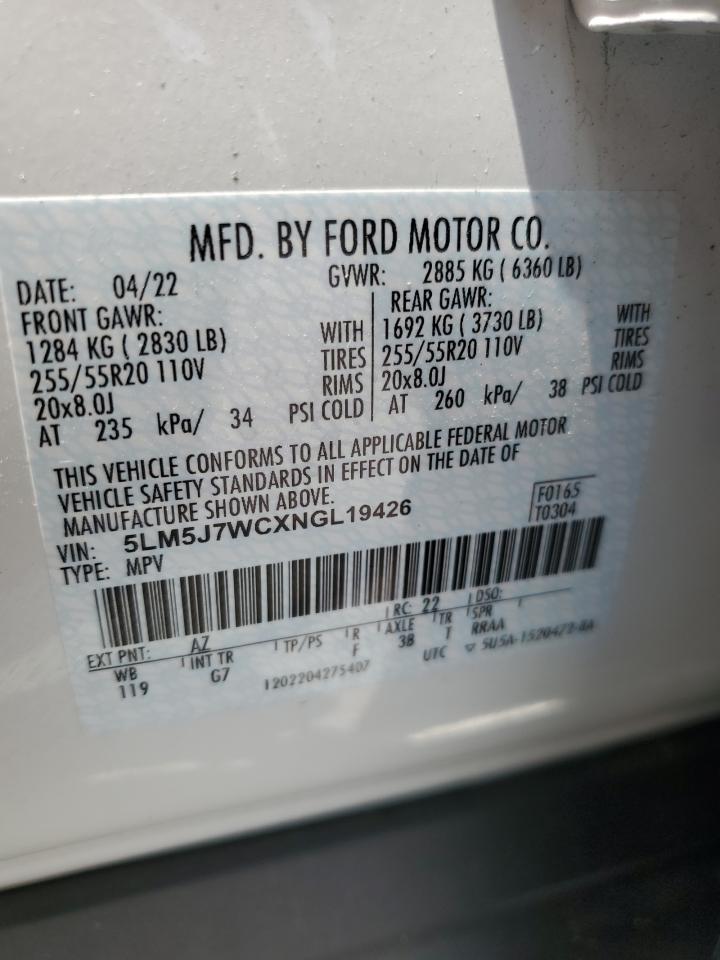 MFD. BY FORD MOTOR CO.
DATE: 04/22 GVWR: 2885 KG ( 6360 LB)
FRONT GAWR: REAR GAWR:
1284 KG ( 2830 LB) WITH 1692 KG ( 3730 LB) WITH
255/55R20 110V TIRES 255/55R20 110V TIRES
20x8.0J RIMS 20x8.0J RIMS
AT 235 kPa/ 34 PSI COLD AT 260 kPa/ 38 PSI COLD
THIS VEHICLE CONFORMS TO ALL APPLICABLE FEDERAL MOTOR
VEHICLE SAFETY STANDARDS IN EFFECT ON THE DATE OF
MANUFACTURE SHOWN ABOVE.
VIN: 5LM5J7WCXNGL19426 F0165
TYPE: MPV T0304
EXT PNT: AZ RC: 22 DSO:
WB INT TR TP/PS R AXLE TR SPR
119 G7 F 38 T RRAA
1202204275407 UTC ▽ 5U5A-1520472-BA